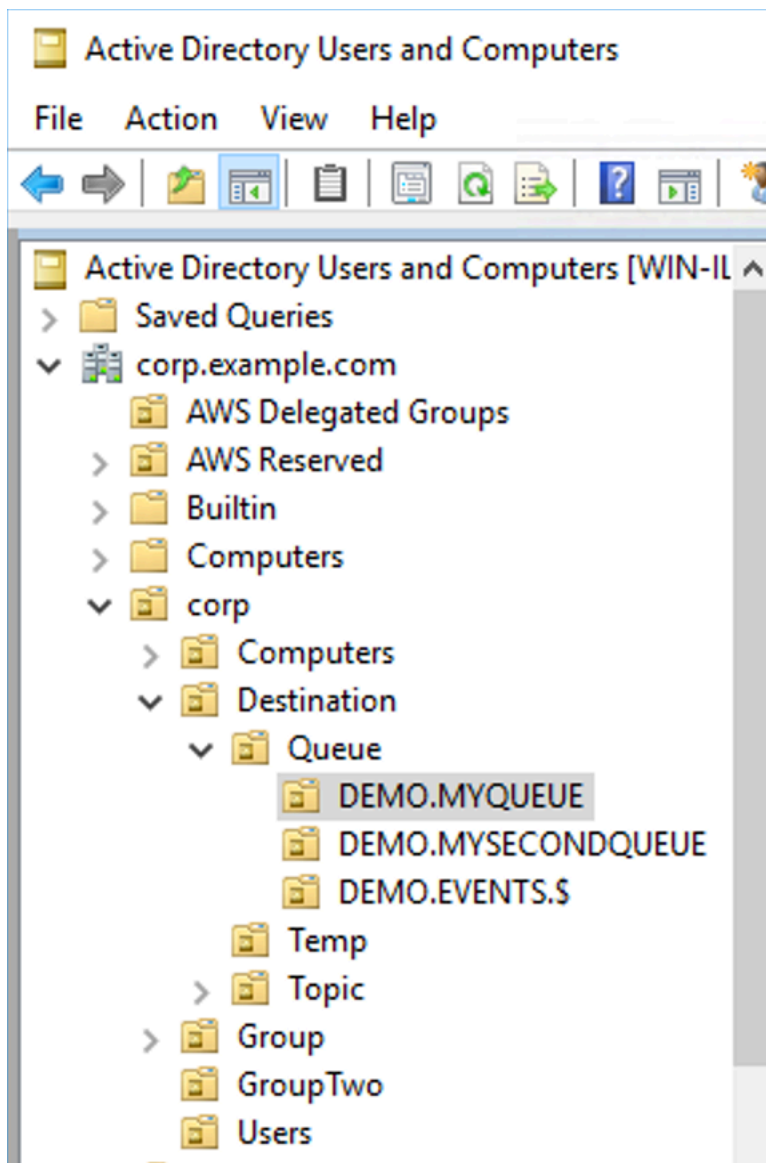 Active Directory Users and Computers
File Action View Help
Active Directory Users and Computers [WIN-IL
Saved Queries
corp.example.com
AWS Delegated Groups
AWS Reserved
Builtin
Computers
corp
Computers
Destination
Queue
DEMO.MYQUEUE
DEMO.MYSECONDQUEUE
DEMO.EVENTS.$
Temp
Topic
Group
GroupTwo
Users